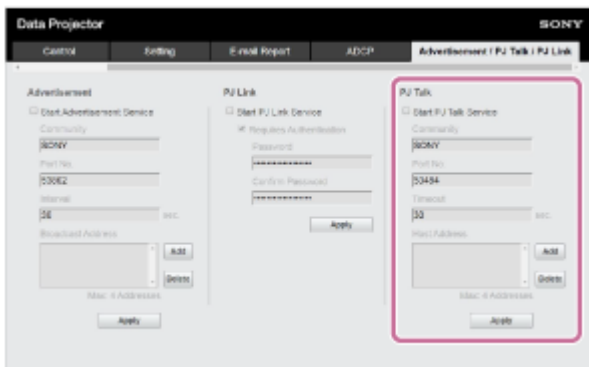 Data Projector
SONY
Control
Setting
E-mail Report
ADCP
Advertisement / PJ Talk / PJ Link
Advertisement
Start Advertisement Service
Community
SONY
Port No.
53862
Interval
30 sec.
Broadcast Address
Add
Delete
Max: 4 Addresses
Apply
PJ Link
Start PJ Link Service
Requires Authentication
Password
Confirm Password
Apply
PJ Talk
Start PJ Talk Service
Community
SONY
Port No.
53484
Timeout
30 sec.
Host Address
Add
Delete
Max: 4 Addresses
Apply